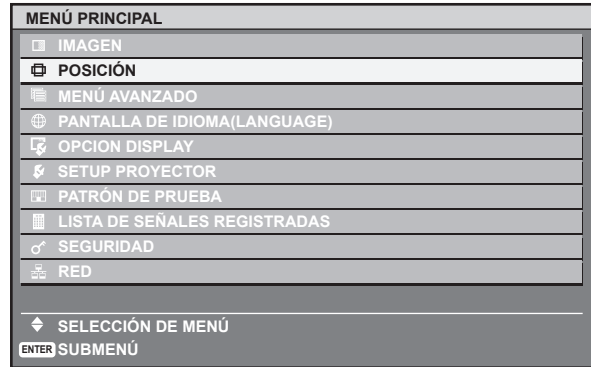 MENÚ PRINCIPAL
IMAGEN
POSICIÓN
MENÚ AVANZADO
PANTALLA DE IDIOMA(LANGUAGE)
OPCION DISPLAY
SETUP PROYECTOR
PATRÓN DE PRUEBA
LISTA DE SEÑALES REGISTRADAS
SEGURIDAD
RED
SELECCIÓN DE MENÚ
ENTER SUBMENÚ